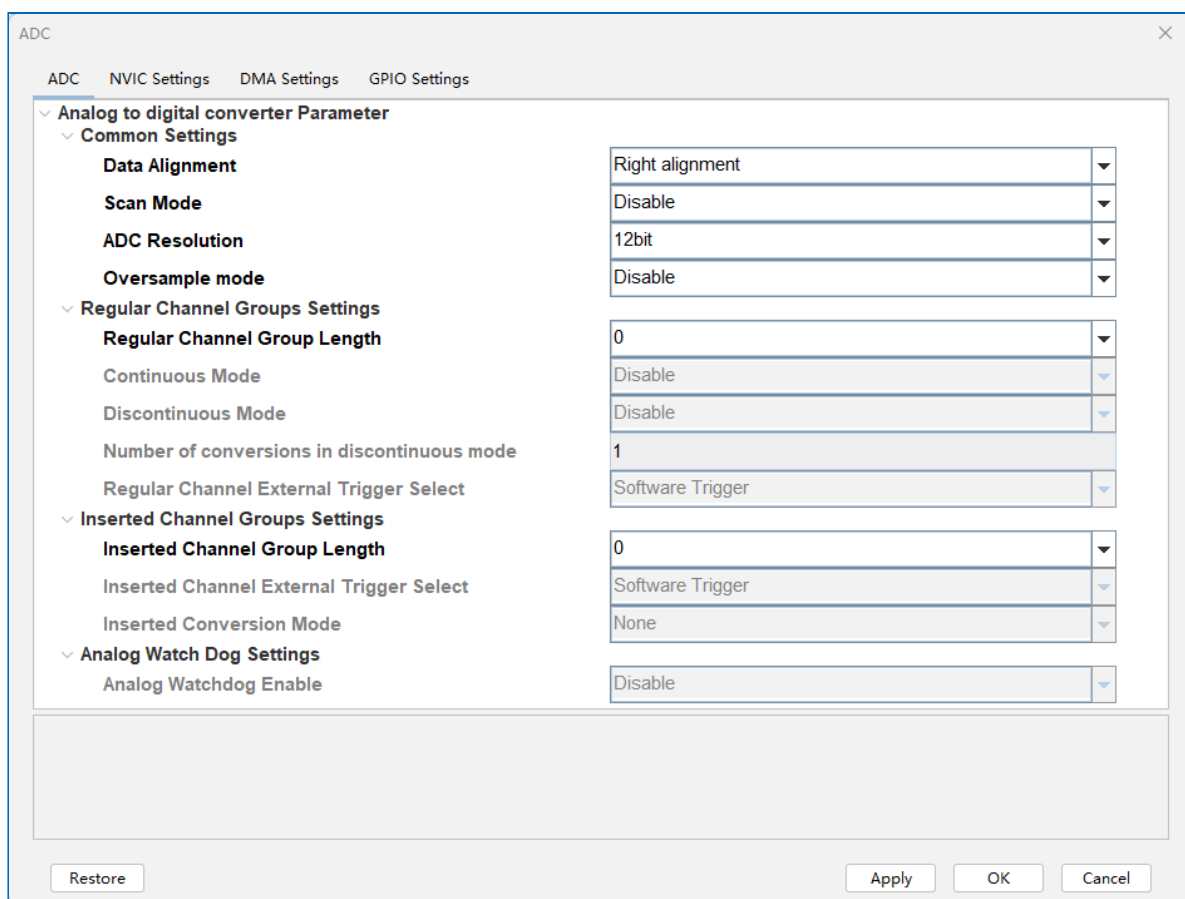 ADC
ADC NVIC Settings DMA Settings GPIO Settings
Analog to digital converter Parameter
Common Settings
Data Alignment Right alignment
Scan Mode Disable
ADC Resolution 12bit
Oversample mode Disable
Regular Channel Groups Settings
Regular Channel Group Length 0
Continuous Mode Disable
Discontinuous Mode Disable
Number of conversions in discontinuous mode 1
Regular Channel External Trigger Select Software Trigger
Inserted Channel Groups Settings
Inserted Channel Group Length 0
Inserted Channel External Trigger Select Software Trigger
Inserted Conversion Mode None
Analog Watch Dog Settings
Analog Watchdog Enable Disable
Restore Apply OK Cancel